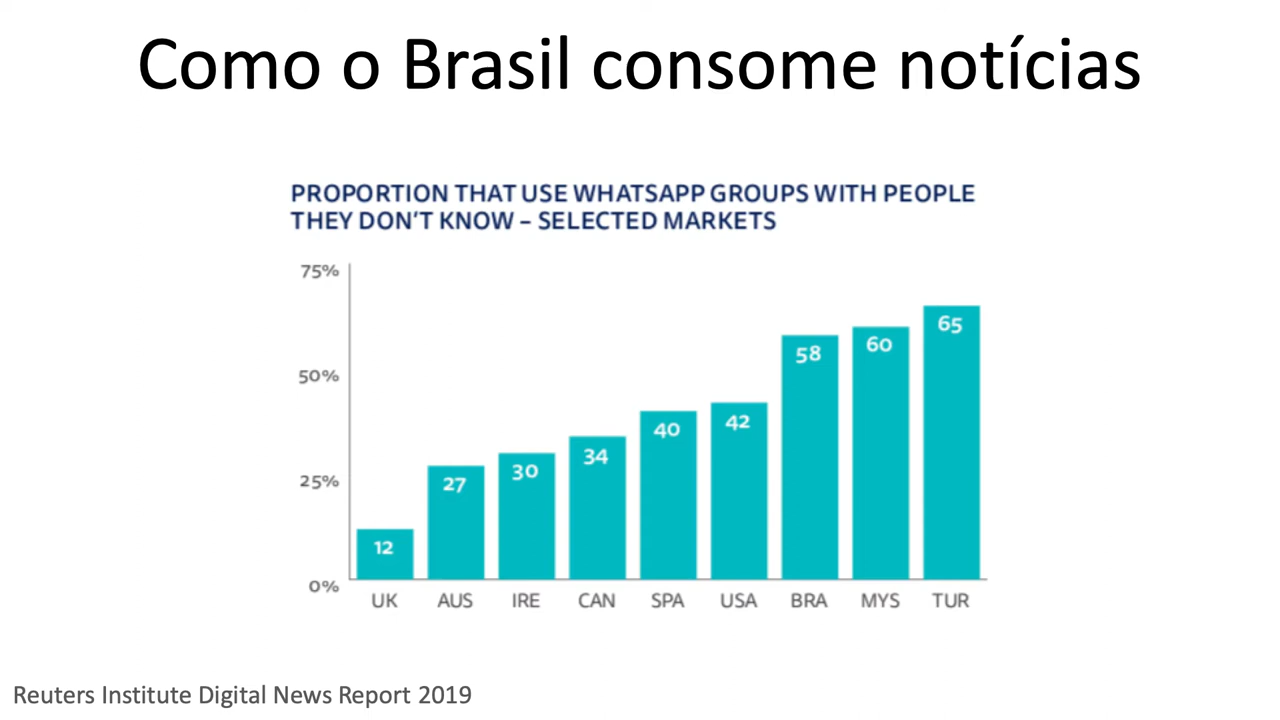 Como o Brasil consome notícias
PROPORTION THAT USE WHATSAPP GROUPS WITH PEOPLE
THEY DON'T KNOW – SELECTED MARKETS
75%
50%
25%
0%
12
27
30
34
40
42
58
60
65
UK
AUS
IRE
CAN
SPA
USA
BRA
MYS
TUR
Reuters Institute Digital News Report 2019